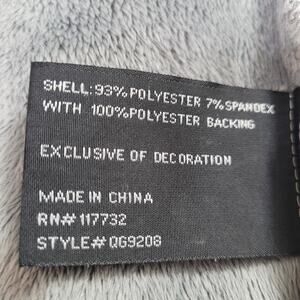 SHELL: 93% POLYESTER 7% SPANDEX
WITH 100% POLYESTER BACKING
EXCLUSIVE OF DECORATION
MADE IN CHINA
RN# 117732
STYLE# QG9208